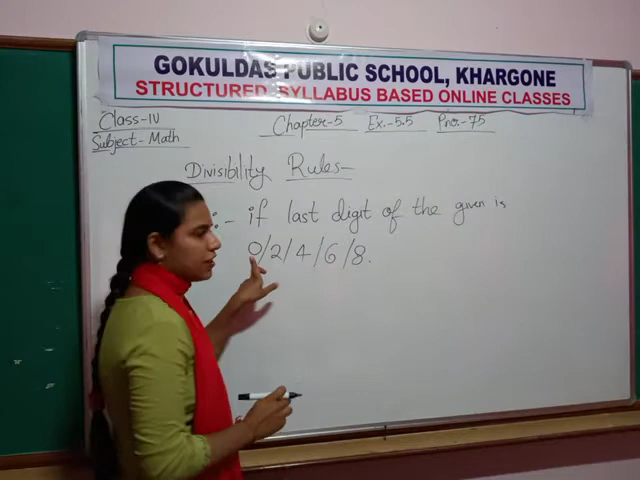 GOKULDAS PUBLIC SCHOOL, KHARGONE
STRUCTURED SYLLABUS BASED ONLINE CLASSES
Class-IV
Chapter-5 Ex.-5.5 Pno.-75
Subject-Math
Divisibility Rules-
:- if last digit of the given is
0/2/4/6/8.